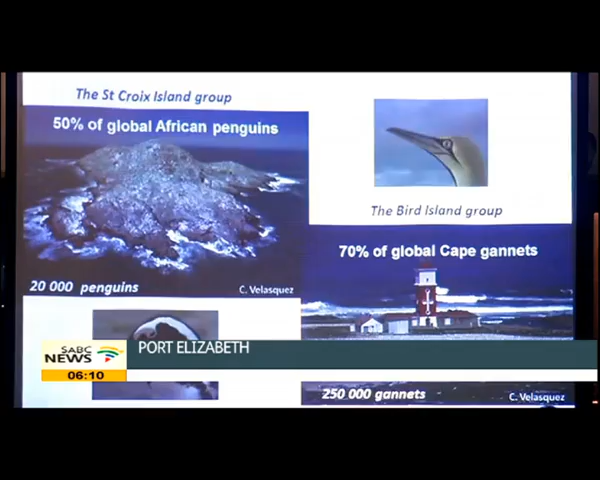 The St Croix Island group
50% of global African penguins
20 000 penguins
C. Velasquez
The Bird Island group
70% of global Cape gannets
250 000 gannets
C. Velasquez
SABC
NEWS
06:10
PORT ELIZABETH